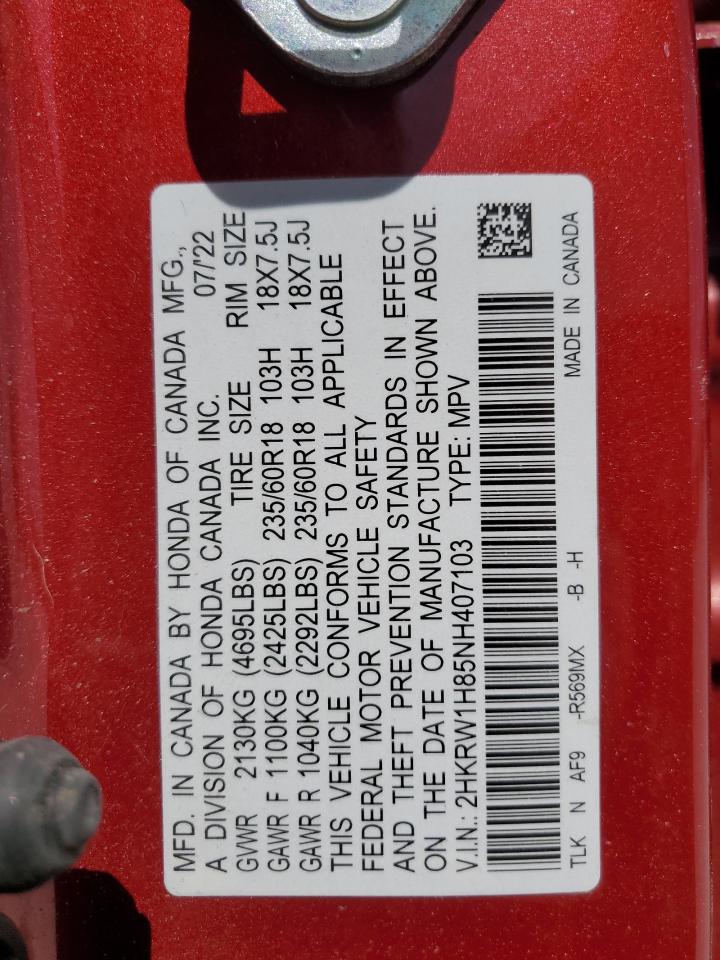 MFD. IN CANADA BY HONDA OF CANADA MFG.,
A DIVISION OF HONDA CANADA INC. 07/'22
GVWR 2130KG (4695LBS) TIRE SIZE RIM SIZE
GAWR F 1100KG (2425LBS) 235/60R18 103H 18X7.5J
GAWR R 1040KG (2292LBS) 235/60R18 103H 18X7.5J
THIS VEHICLE CONFORMS TO ALL APPLICABLE
FEDERAL MOTOR VEHICLE SAFETY
AND THEFT PREVENTION STANDARDS IN EFFECT
ON THE DATE OF MANUFACTURE SHOWN ABOVE.
V.I.N.: 2HKRW1H85NH407103 TYPE: MPV
TLK N AF9 -R569MX -B -H MADE IN CANADA